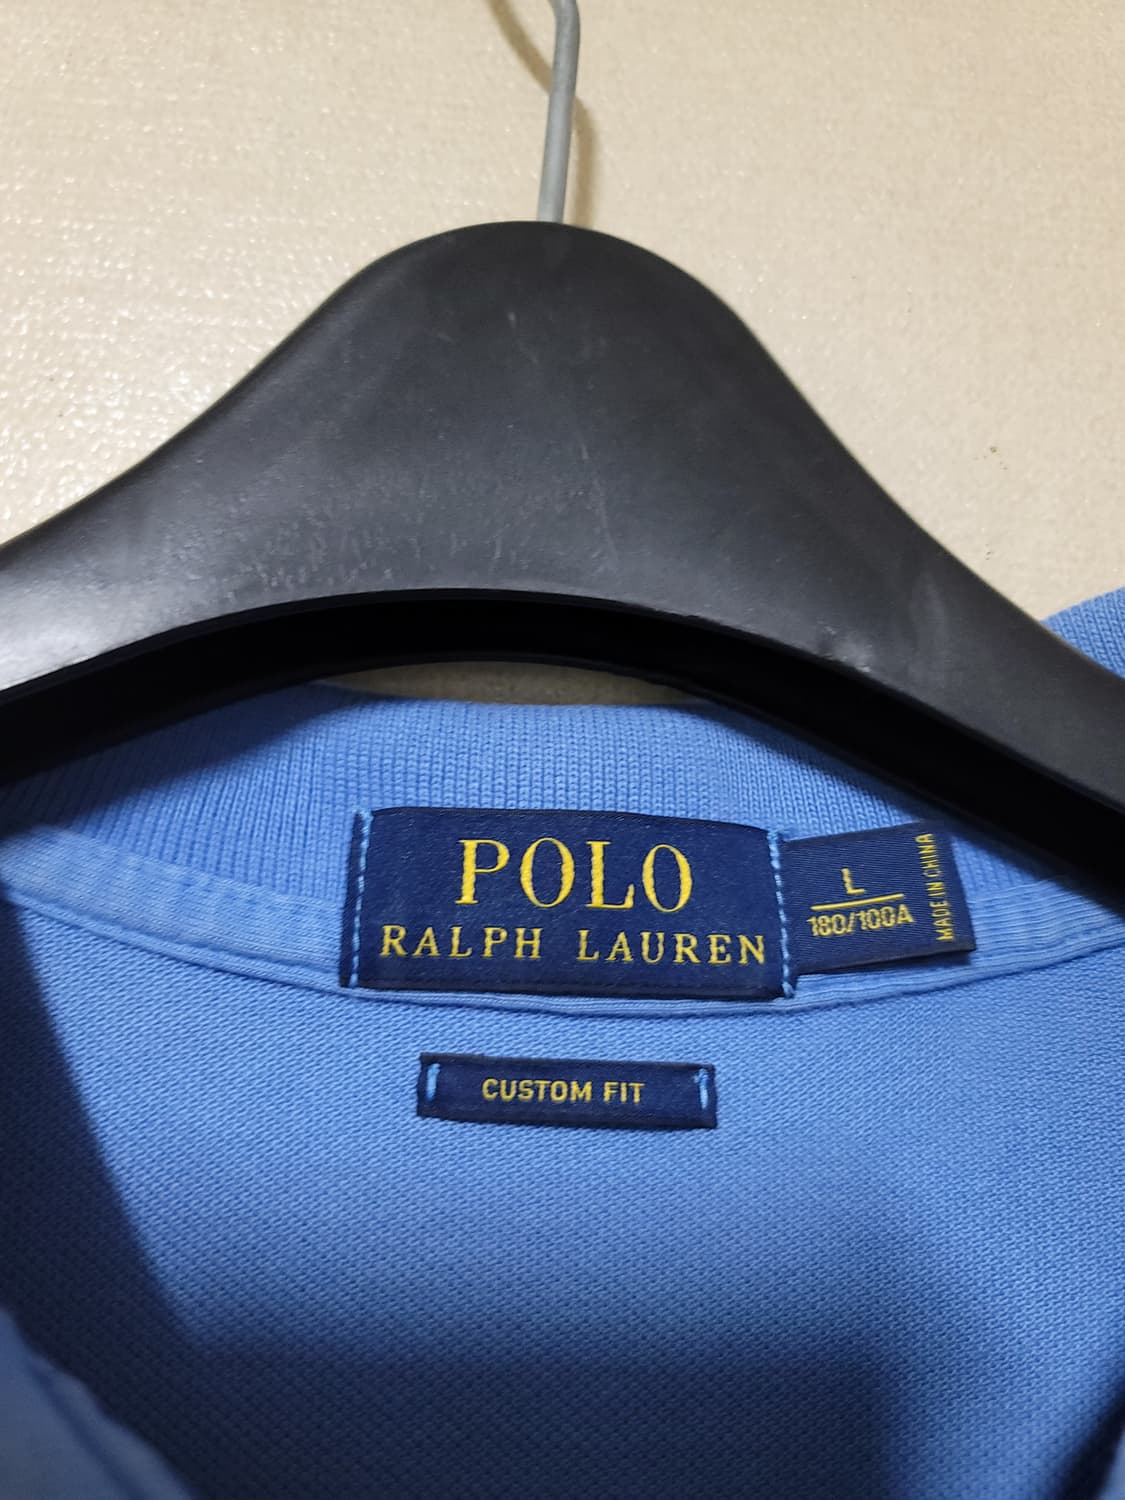 POLO
RALPH LAUREN
L
180/100A
MADE IN CHINA
CUSTOM FIT